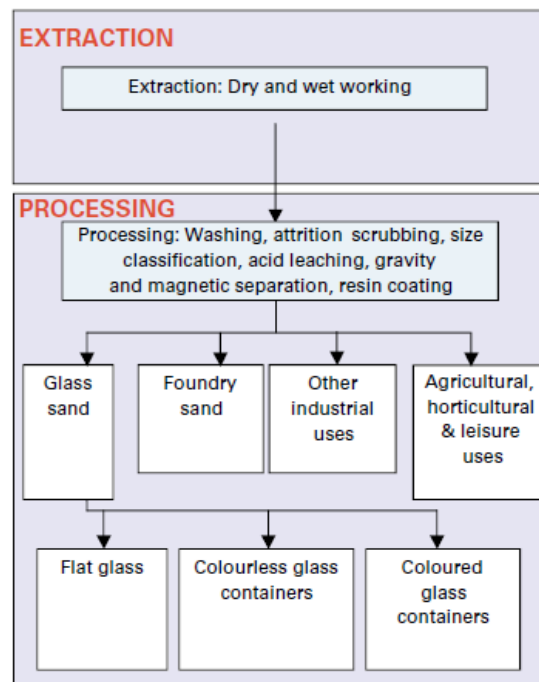 EXTRACTION
Extraction: Dry and wet working
PROCESSING
Processing: Washing, attrition scrubbing, size
classification, acid leaching, gravity
and magnetic separation, resin coating
Glass
sand
Foundry
sand
Other
industrial
uses
Agricultural,
horticultural
& leisure
uses
Flat glass
Colourless glass
containers
Coloured
glass
containers